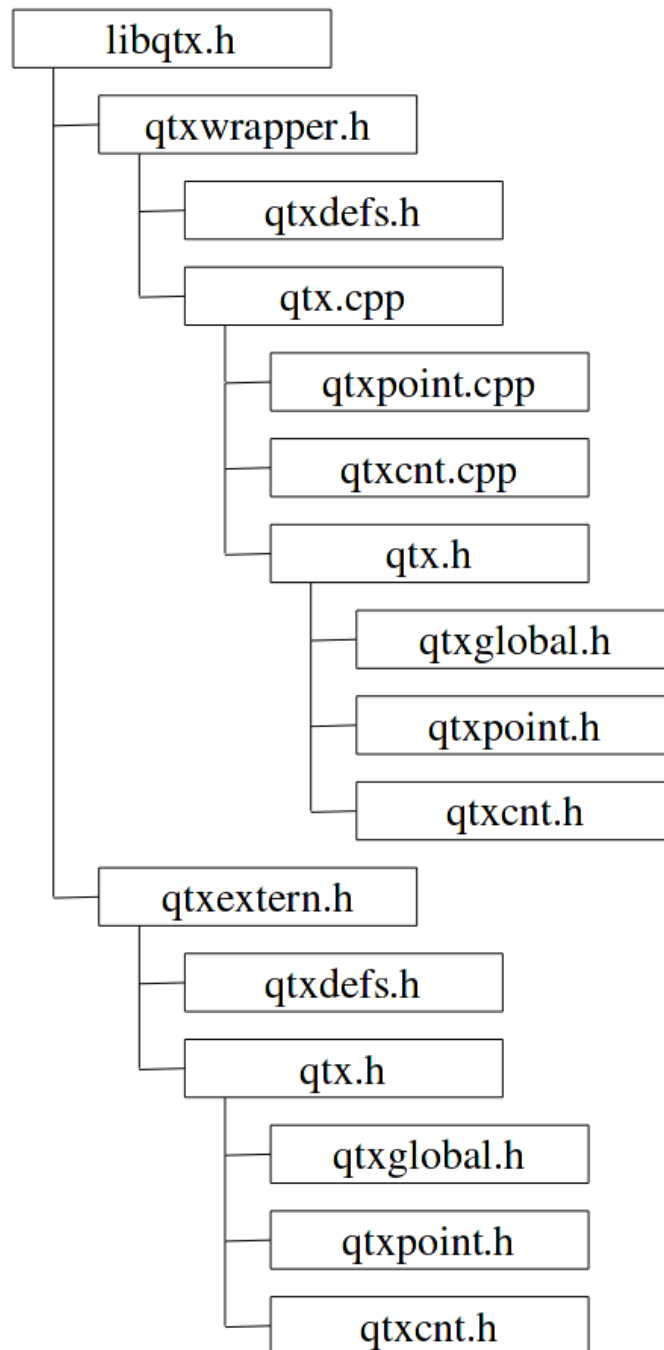 libqtx.h
qtxwrapper.h
qtxdefs.h
qtx.cpp
qtxpoint.cpp
qtxcnt.cpp
qtx.h
qtxglobal.h
qtxpoint.h
qtxcnt.h
qtxextern.h
qtxdefs.h
qtx.h
qtxglobal.h
qtxpoint.h
qtxcnt.h